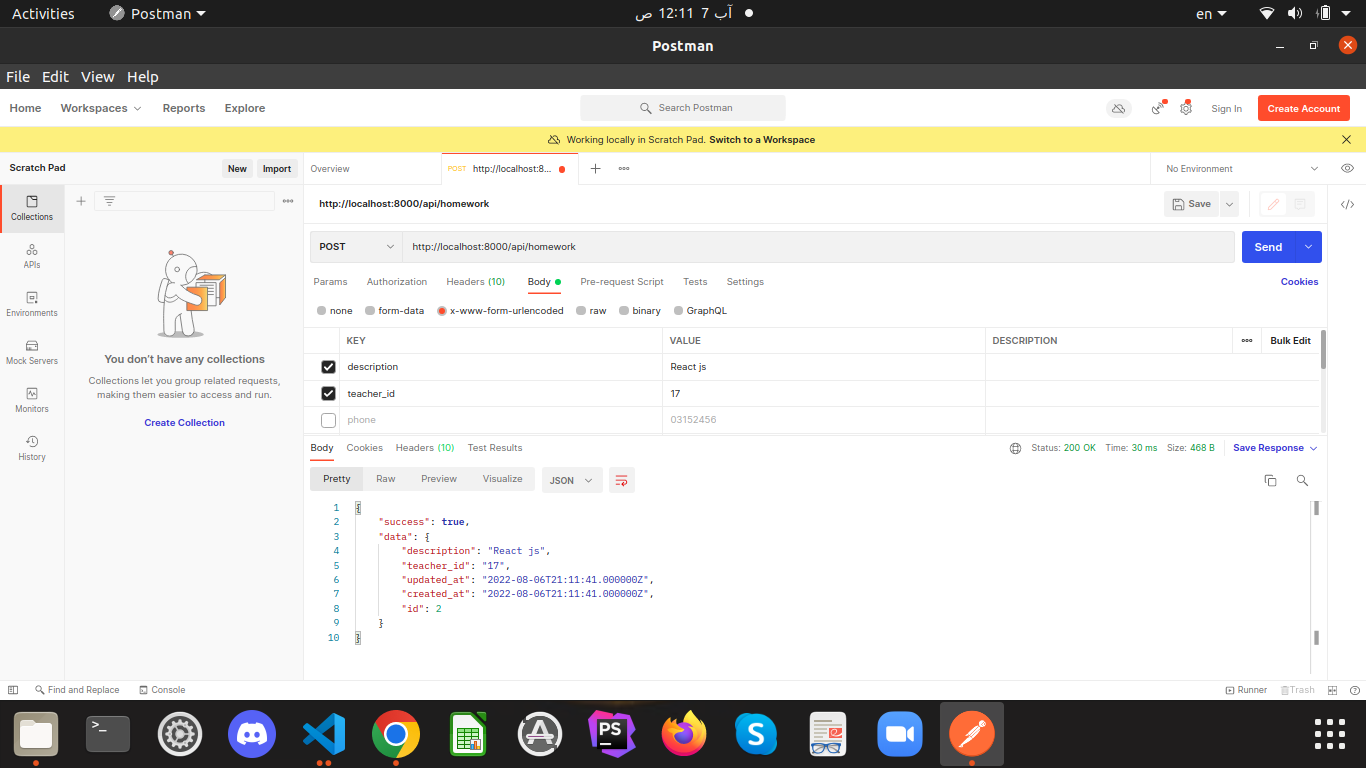 Activities Postman آب 7 12:11 ص en
Postman
File Edit View Help
Home Workspaces Reports Explore Search Postman Sign In Create Account
Working locally in Scratch Pad. Switch to a Workspace
Scratch Pad New Import Overview POST http://localhost:8... No Environment
Collections
APIs
Environments
Mock Servers
Monitors
History
You don't have any collections
Collections let you group related requests,
making them easier to access and run.
Create Collection
http://localhost:8000/api/homework Save
POST http://localhost:8000/api/homework Send
Params Authorization Headers (10) Body Pre-request Script Tests Settings Cookies
none form-data x-www-form-urlencoded raw binary GraphQL
KEY VALUE DESCRIPTION Bulk Edit
description React js
teacher_id 17
phone 03152456
Body Cookies Headers (10) Test Results Status: 200 OK Time: 30 ms Size: 468 B Save Response
Pretty Raw Preview Visualize JSON
1 {
2 "success": true,
3 "data": {
4 "description": "React js",
5 "teacher_id": "17",
6 "updated_at": "2022-08-06T21:11:41.000000Z",
7 "created_at": "2022-08-06T21:11:41.000000Z",
8 "id": 2
9 }
10 }
Find and Replace Console Runner Trash
>_ PS S